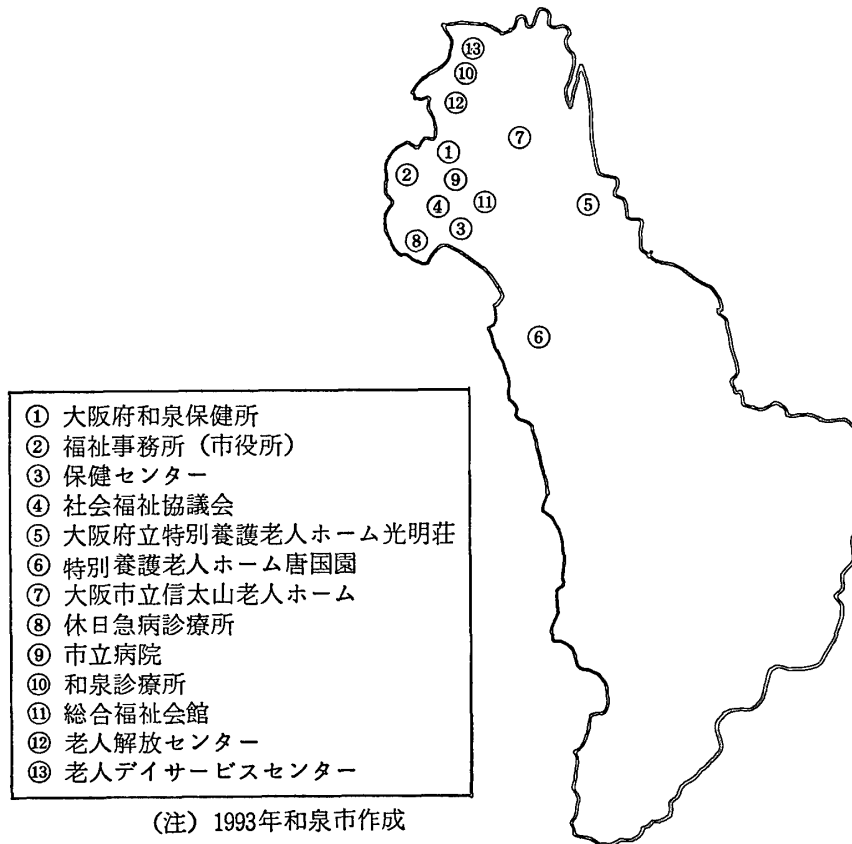 ⑬
⑩
⑫
⑦
①
②
⑨
④
⑪
⑤
③
⑧
⑥
① 大阪府和泉保健所
② 福祉事務所（市役所）
③ 保健センター
④ 社会福祉協議会
⑤ 大阪府立特別養護老人ホーム光明荘
⑥ 特別養護老人ホーム唐国園
⑦ 大阪市立信太山老人ホーム
⑧ 休日急病診療所
⑨ 市立病院
⑩ 和泉診療所
⑪ 総合福祉会館
⑫ 老人解放センター
⑬ 老人デイサービスセンター
（注）1993年和泉市作成